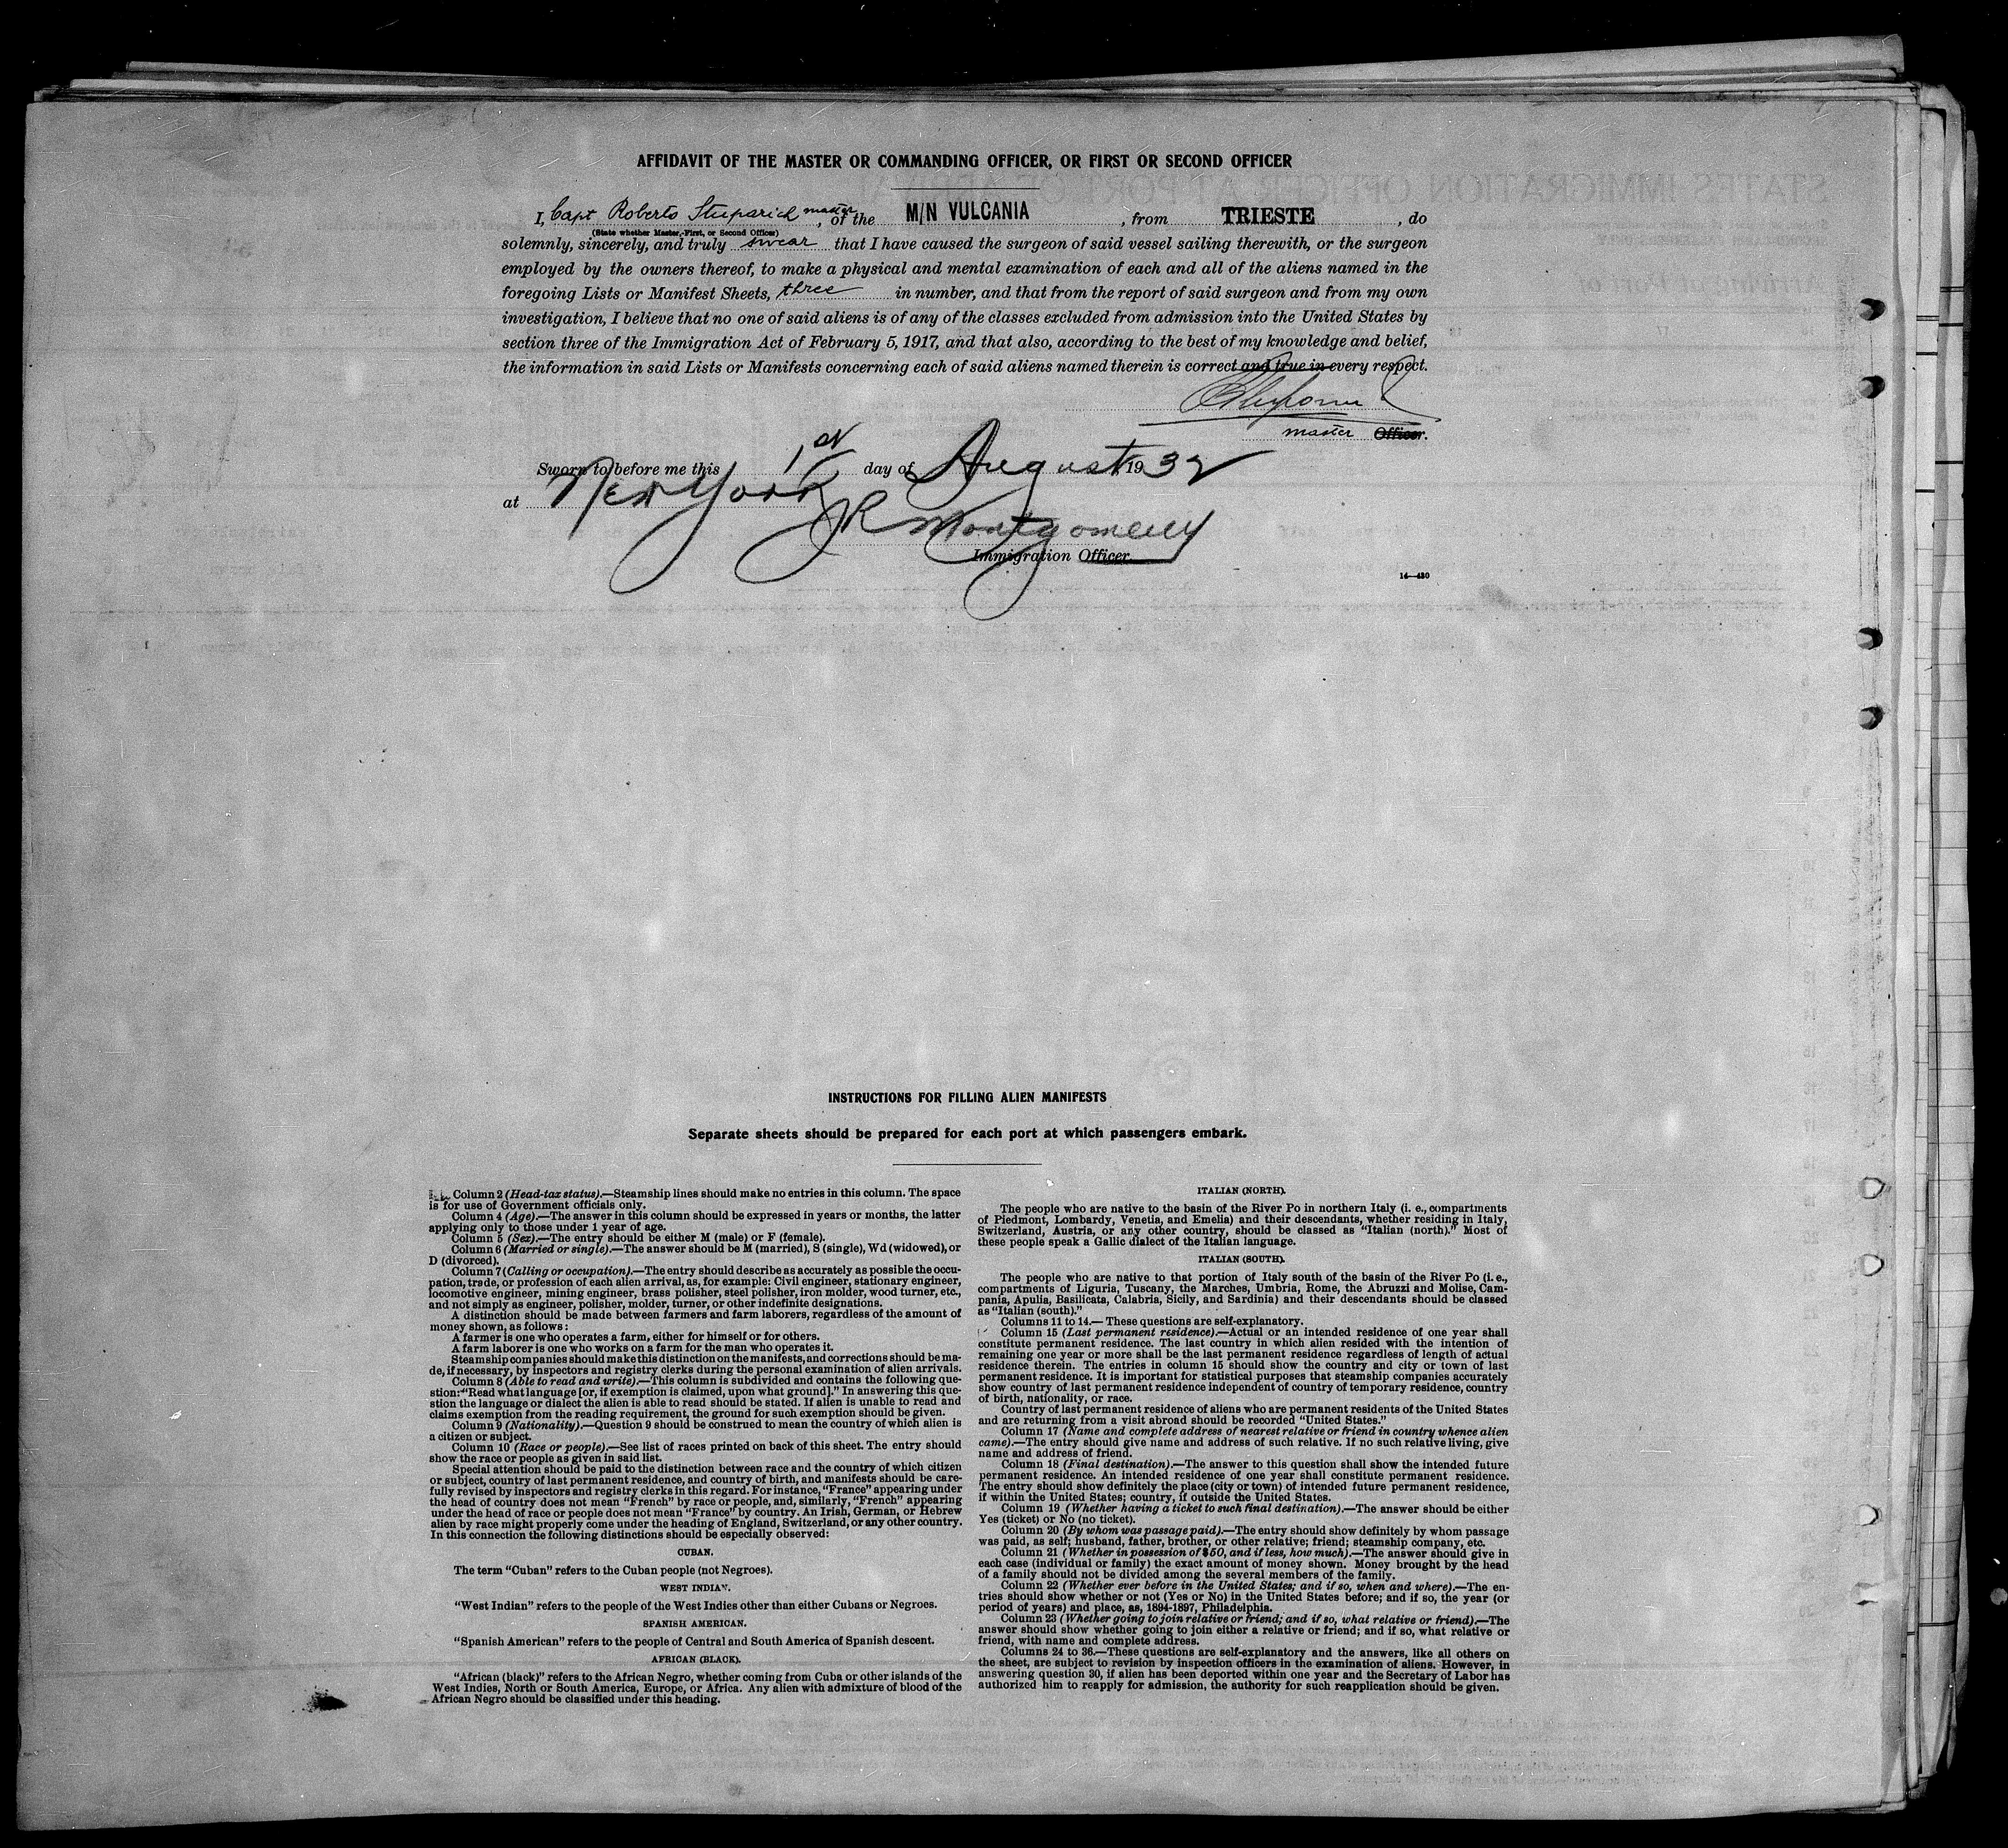 AFFIDAVIT OF THE MASTER OR COMMANDING OFFICER, OR FIRST OR SECOND OFFICER
I, Capt Roberto Stuparich master, of the M/N VULCANIA, from TRIESTE, do
(State whether Master, First, or Second Officer)
solemnly, sincerely, and truly swear that I have caused the surgeon of said vessel sailing therewith, or the surgeon
employed by the owners thereof, to make a physical and mental examination of each and all of the aliens named in the
foregoing Lists or Manifest Sheets, three in number, and that from the report of said surgeon and from my own
investigation, I believe that no one of said aliens is of any of the classes excluded from admission into the United States by
section three of the Immigration Act of February 5, 1917, and that also, according to the best of my knowledge and belief,
the information in said Lists or Manifests concerning each of said aliens named therein is correct and true in every respect.
master Officer.
Sworn to before me this 1st day of August 1932
at New York
JR Montgomery
Immigration Officer.
14—430
INSTRUCTIONS FOR FILLING ALIEN MANIFESTS
Separate sheets should be prepared for each port at which passengers embark.
Column 2 (Head-tax status).—Steamship lines should make no entries in this column. The space
is for use of Government officials only.
Column 4 (Age).—The answer in this column should be expressed in years or months, the latter
applying only to those under 1 year of age.
Column 5 (Sex).—The entry should be either M (male) or F (female).
Column 6 (Married or single).—The answer should be M (married), S (single), Wd (widowed), or
D (divorced).
Column 7 (Calling or occupation).—The entry should describe as accurately as possible the occu-
pation, trade, or profession of each alien arrival, as, for example: Civil engineer, stationary engineer,
locomotive engineer, mining engineer, brass polisher, steel polisher, iron molder, wood turner, etc.,
and not simply as engineer, polisher, molder, turner, or other indefinite designations.
A distinction should be made between farmers and farm laborers, regardless of the amount of
money shown, as follows:
A farmer is one who operates a farm, either for himself or for others.
A farm laborer is one who works on a farm for the man who operates it.
Steamship companies should make this distinction on the manifests, and corrections should be ma-
de, if necessary, by inspectors and registry clerks during the personal examination of alien arrivals.
Column 8 (Able to read and write).—This column is subdivided and contains the following que-
stion: "Read what language [or, if exemption is claimed, upon what ground]." In answering this que-
stion the language or dialect the alien is able to read should be stated. If alien is unable to read and
claims exemption from the reading requirement, the ground for such exemption should be given.
Column 9 (Nationality).—Question 9 should be construed to mean the country of which alien is
a citizen or subject.
Column 10 (Race or people).—See list of races printed on back of this sheet. The entry should
show the race or people as given in said list.
Special attention should be paid to the distinction between race and the country of which citizen
or subject, country of last permanent residence, and country of birth, and manifests should be care-
fully revised by inspectors and registry clerks in this regard. For instance, "France" appearing under
the head of country does not mean "French" by race or people, and, similarly, "French" appearing
under the head of race or people does not mean "France" by country. An Irish, German, or Hebrew
alien by race might properly come under the heading of England, Switzerland, or any other country.
In this connection the following distinctions should be especially observed:
CUBAN.
The term "Cuban" refers to the Cuban people (not Negroes).
WEST INDIAN.
"West Indian" refers to the people of the West Indies other than either Cubans or Negroes.
SPANISH AMERICAN.
"Spanish American" refers to the people of Central and South America of Spanish descent.
AFRICAN (BLACK).
"African (black)" refers to the African Negro, whether coming from Cuba or other islands of the
West Indies, North or South America, Europe, or Africa. Any alien with admixture of blood of the
African Negro should be classified under this heading.
ITALIAN (NORTH).
The people who are native to the basin of the River Po in northern Italy (i. e., compartments
of Piedmont, Lombardy, Venetia, and Emelia) and their descendants, whether residing in Italy,
Switzerland, Austria, or any other country, should be classed as "Italian (north)." Most of
these people speak a Gallic dialect of the Italian language.
ITALIAN (SOUTH).
The people who are native to that portion of Italy south of the basin of the River Po (i. e.,
compartments of Liguria, Tuscany, the Marches, Umbria, Rome, the Abruzzi and Molise, Cam-
pania, Apulia, Basilicata, Calabria, Sicily, and Sardinia) and their descendants should be classed
as "Italian (south)."
Columns 11 to 14.— These questions are self-explanatory.
Column 15 (Last permanent residence).—Actual or an intended residence of one year shall
constitute permanent residence. The last country in which alien resided with the intention of
remaining one year or more shall be the last permanent residence regardless of length of actual
residence therein. The entries in column 15 should show the country and city or town of last
permanent residence. It is important for statistical purposes that steamship companies accurately
show country of last permanent residence independent of country of temporary residence, country
of birth, nationality, or race.
Country of last permanent residence of aliens who are permanent residents of the United States
and are returning from a visit abroad should be recorded "United States."
Column 17 (Name and complete address of nearest relative or friend in country whence alien
came).—The entry should give name and address of such relative. If no such relative living, give
name and address of friend.
Column 18 (Final destination).—The answer to this question shall show the intended future
permanent residence. An intended residence of one year shall constitute permanent residence.
The entry should show definitely the place (city or town) of intended future permanent residence,
if within the United States; country, if outside the United States.
Column 19 (Whether having a ticket to such final destination).—The answer should be either
Yes (ticket) or No (no ticket).
Column 20 (By whom was passage paid).—The entry should show definitely by whom passage
was paid, as self; husband, father, brother, or other relative; friend; steamship company, etc.
Column 21 (Whether in possession of $50, and if less, how much).—The answer should give in
each case (individual or family) the exact amount of money shown. Money brought by the head
of a family should not be divided among the several members of the family.
Column 22 (Whether ever before in the United States; and if so, when and where).—The en-
tries should show whether or not (Yes or No) in the United States before; and if so, the year (or
period of years) and place, as, 1894-1897, Philadelphia.
Column 23 (Whether going to join relative or friend; and if so, what relative or friend).—The
answer should show whether going to join either a relative or friend; and if so, what relative or
friend, with name and complete address.
Columns 24 to 36.—These questions are self-explanatory and the answers, like all others on
the sheet, are subject to revision by inspection officers in the examination of aliens. However, in
answering question 30, if alien has been deported within one year and the Secretary of Labor has
authorized him to reapply for admission, the authority for such reapplication should be given.